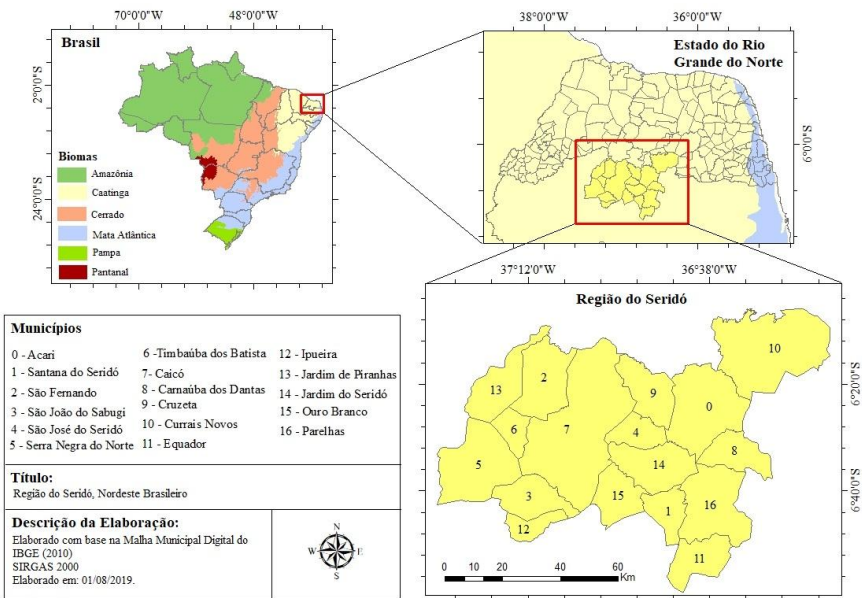 70°0'0"W
48°0'0"W
Brasil
2°0'0"S
24°0'0"S
Biomas
Amazónia
Caatinga
Cerrado
Mata Atlântica
Pampa
Pantanal
38°0'0"W
36°0'0"W
Estado do Rio
Grande do Norte
6°0'0"S
Municípios
0 - Acari
1 - Santana do Seridó
2 - São Fernando
3 - São João do Sabugi
4 - São José do Seridó
5 - Serra Negra do Norte
6 -Timbaúba dos Batista
7- Caicó
8 - Carnaúba dos Dantas
9 - Cruzeta
10 - Currais Novos
11 - Equador
12 - Ipueira
13 - Jardim de Piranhas
14 - Jardim do Seridó
15 - Ouro Branco
16 - Parelhas
Título:
Região do Seridó, Nordeste Brasileiro
Descrição da Elaboração:
Elaborado com base na Malha Municipal Digital do
IBGE (2010)
SIRGAS 2000
Elaborado em: 01/08/2019.
N
W
E
S
37°12'0"W
36°38'0"W
Região do Seridó
10
13
2
9
0
6
7
4
5
14
8
3
15
1
16
12
11
6°20'0"S
6°40'0"S
0 10 20 40 60
Km